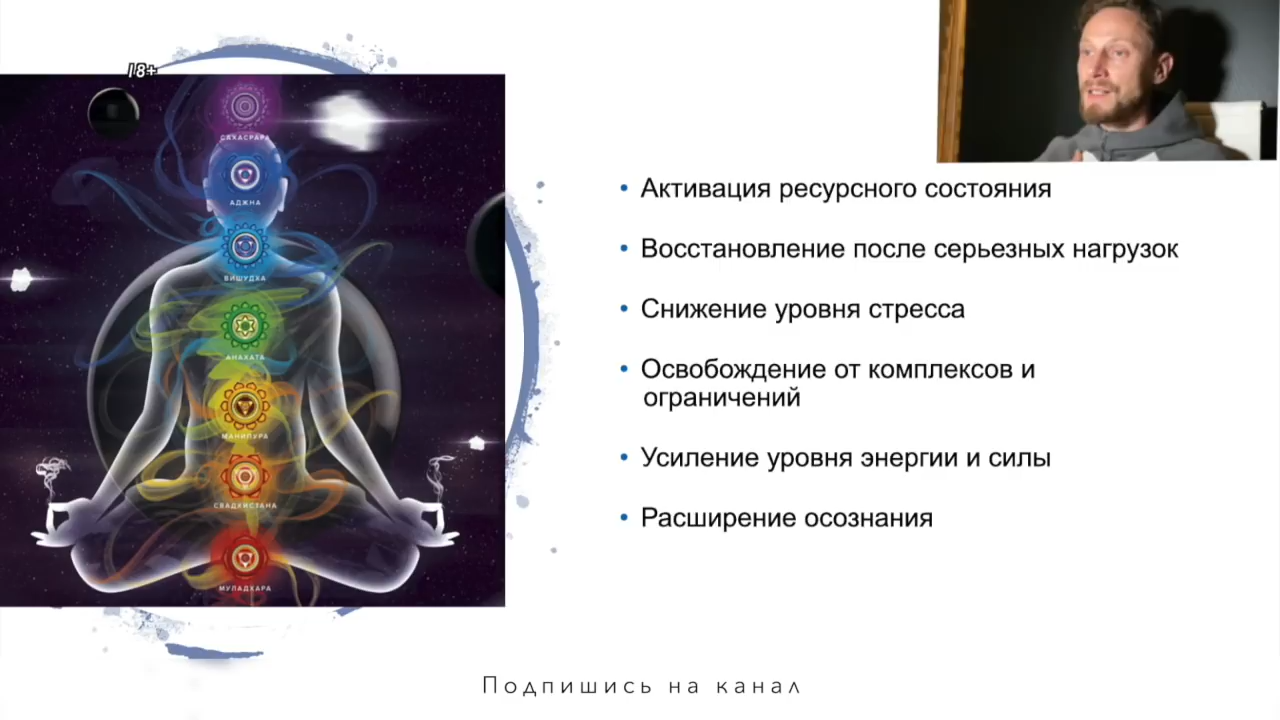 18+
САХАСРАРА
АДЖНА
ВИШУДХА
АНАХАТА
МАНИПУРА
СВАДХИСТАНА
МУЛАДХАРА
• Активация ресурсного состояния
• Восстановление после серьезных нагрузок
• Снижение уровня стресса
• Освобождение от комплексов и
ограничений
• Усиление уровня энергии и силы
• Расширение осознания
Подпишись на канал